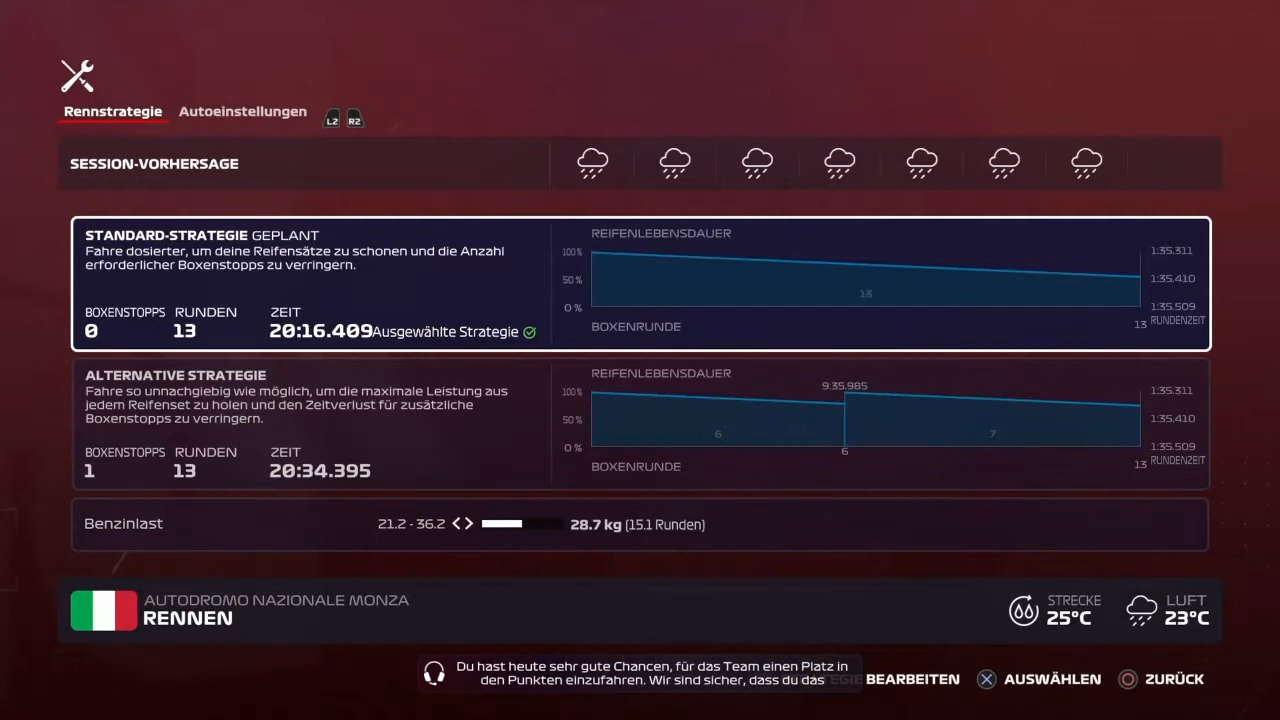 Rennstrategie Autoeinstellungen L2 R2
SESSION-VORHERSAGE
STANDARD-STRATEGIE GEPLANT
Fahre dosierter, um deine Reifensätze zu schonen und die Anzahl
erforderlicher Boxenstopps zu verringern.
BOXENSTOPPS RUNDEN ZEIT
0 13 20:16.409 Ausgewählte Strategie
REIFENLEBENSDAUER
100% 1:35.311
50% 1:35.410
13
0% 1:35.509
BOXENRUNDE 13 RUNDENZEIT
ALTERNATIVE STRATEGIE
Fahre so unnachgiebig wie möglich, um die maximale Leistung aus
jedem Reifenset zu holen und den Zeitverlust für zusätzliche
Boxenstopps zu verringern.
BOXENSTOPPS RUNDEN ZEIT
1 13 20:34.395
REIFENLEBENSDAUER
9:35.985
100% 1:35.311
50% 1:35.410
6 7
0% 1:35.509
6
BOXENRUNDE 13 RUNDENZEIT
Benzinlast 21.2 - 36.2 <> 28.7 kg (15.1 Runden)
AUTODROMO NAZIONALE MONZA
RENNEN
STRECKE
25°C
LUFT
23°C
Du hast heute sehr gute Chancen, für das Team einen Platz in
den Punkten einzufahren. Wir sind sicher, dass du das
BEARBEITEN AUSWÄHLEN ZURÜCK